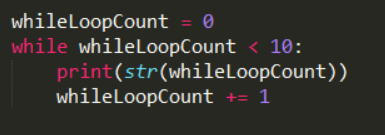 whileLoopCount = 0
while whileLoopCount < 10:
    print(str(whileLoopCount))
    whileLoopCount += 1